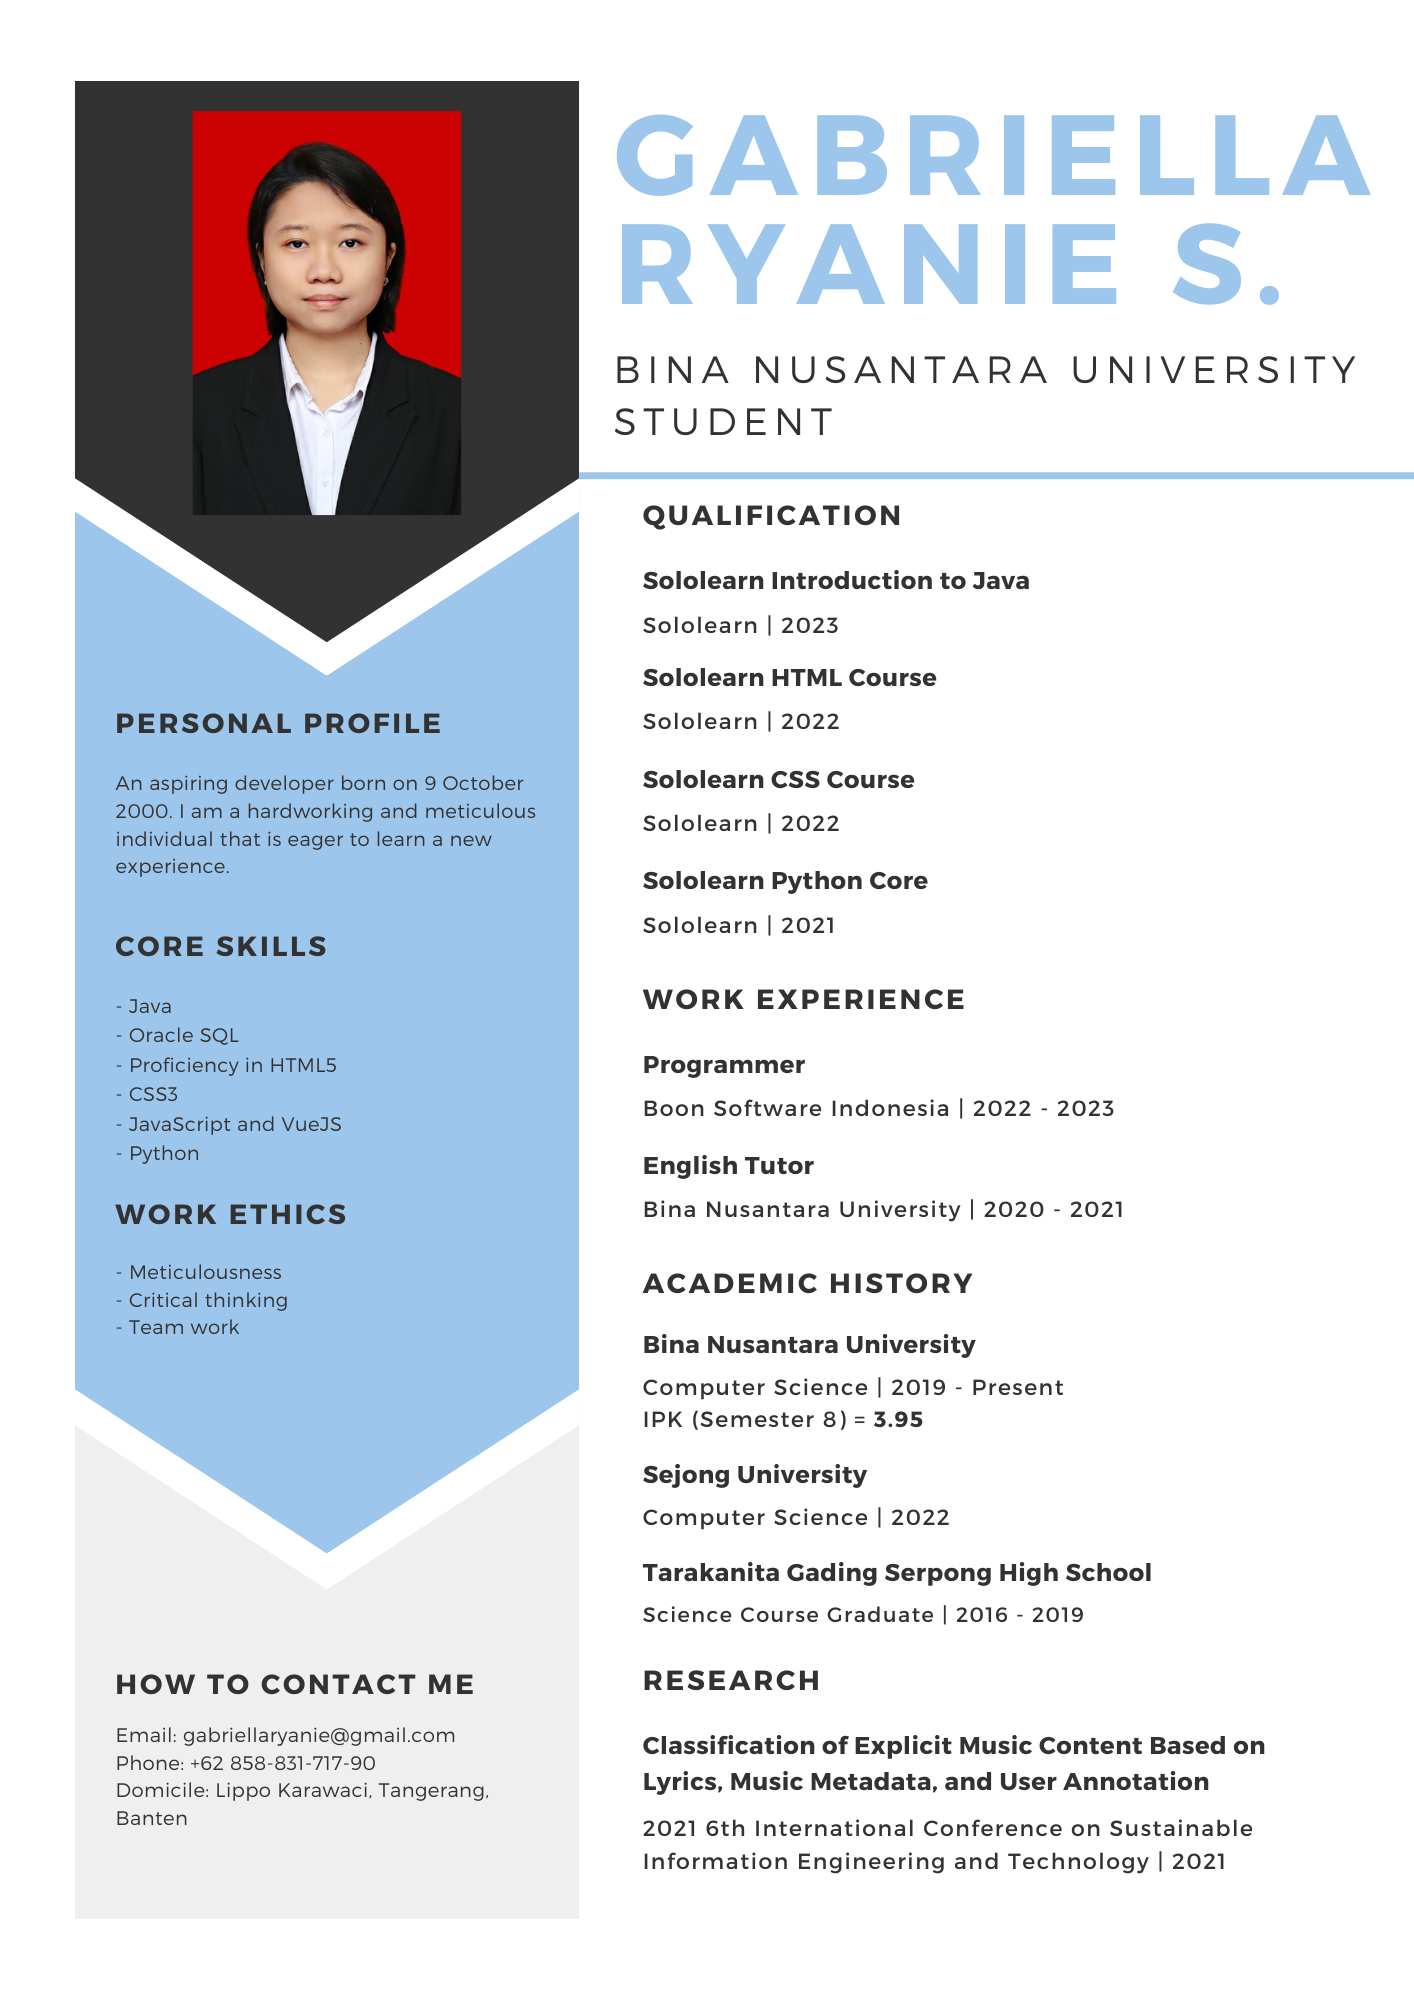 GABRIELLA
RYANIE S.
BINA NUSANTARA UNIVERSITY
STUDENT
PERSONAL PROFILE
An aspiring developer born on 9 October
2000. I am a hardworking and meticulous
individual that is eager to learn a new
experience.
CORE SKILLS
- Java
- Oracle SQL
- Proficiency in HTML5
- CSS3
- JavaScript and VueJS
- Python
WORK ETHICS
- Meticulousness
- Critical thinking
- Team work
HOW TO CONTACT ME
Email: gabriellaryanie@gmail.com
Phone: +62 858-831-717-90
Domicile: Lippo Karawaci, Tangerang,
Banten
QUALIFICATION
Sololearn Introduction to Java
Sololearn | 2023
Sololearn HTML Course
Sololearn | 2022
Sololearn CSS Course
Sololearn | 2022
Sololearn Python Core
Sololearn | 2021
WORK EXPERIENCE
Programmer
Boon Software Indonesia | 2022 - 2023
English Tutor
Bina Nusantara University | 2020 - 2021
ACADEMIC HISTORY
Bina Nusantara University
Computer Science | 2019 - Present
IPK (Semester 8) = 3.95
Sejong University
Computer Science | 2022
Tarakanita Gading Serpong High School
Science Course Graduate | 2016 - 2019
RESEARCH
Classification of Explicit Music Content Based on
Lyrics, Music Metadata, and User Annotation
2021 6th International Conference on Sustainable
Information Engineering and Technology | 2021